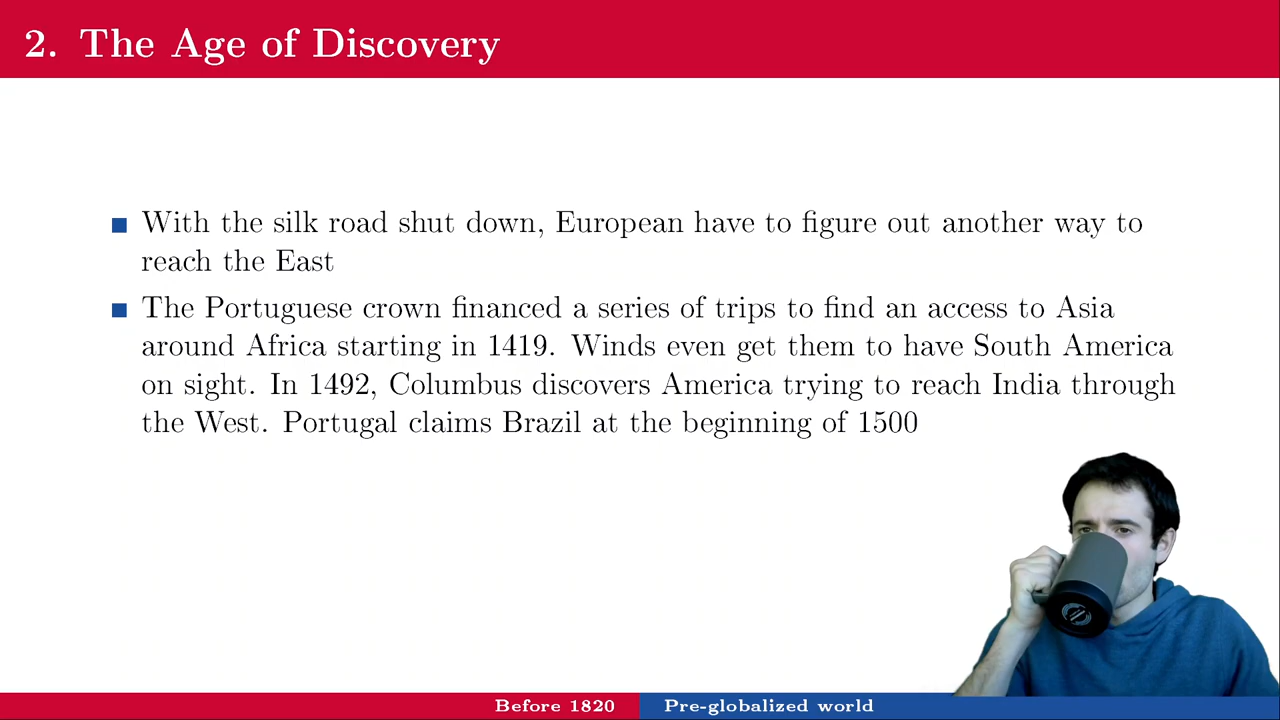 2. The Age of Discovery
With the silk road shut down, European have to figure out another way to
reach the East
The Portuguese crown financed a series of trips to find an access to Asia
around Africa starting in 1419. Winds even get them to have South America
on sight. In 1492, Columbus discovers America trying to reach India through
the West. Portugal claims Brazil at the beginning of 1500
Before 1820
Pre-globalized world